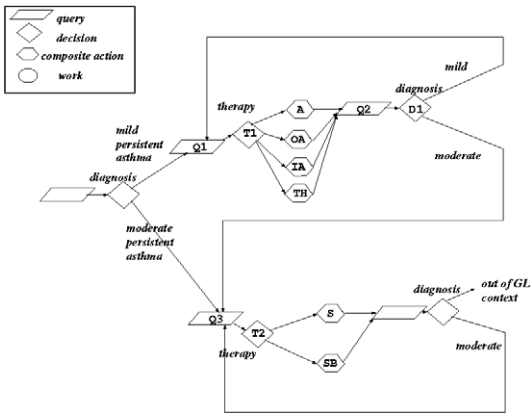 query
decision
composite action
work
mild
therapy
diagnosis
A
Q2
D1
mild
persistent
asthma
T1
OA
Q1
moderate
IA
diagnosis
TH
moderate
persistent
asthma
out of GL
context
diagnosis
Q3
S
T2
therapy
moderate
SB